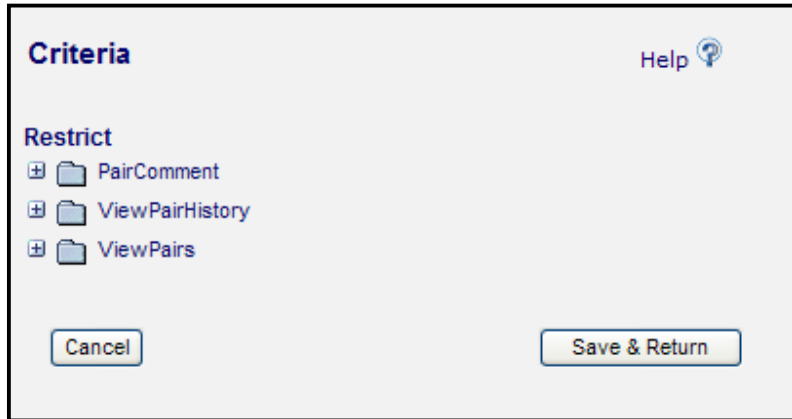 Criteria
Help
Restrict
PairComment
ViewPairHistory
ViewPairs
Cancel
Save & Return